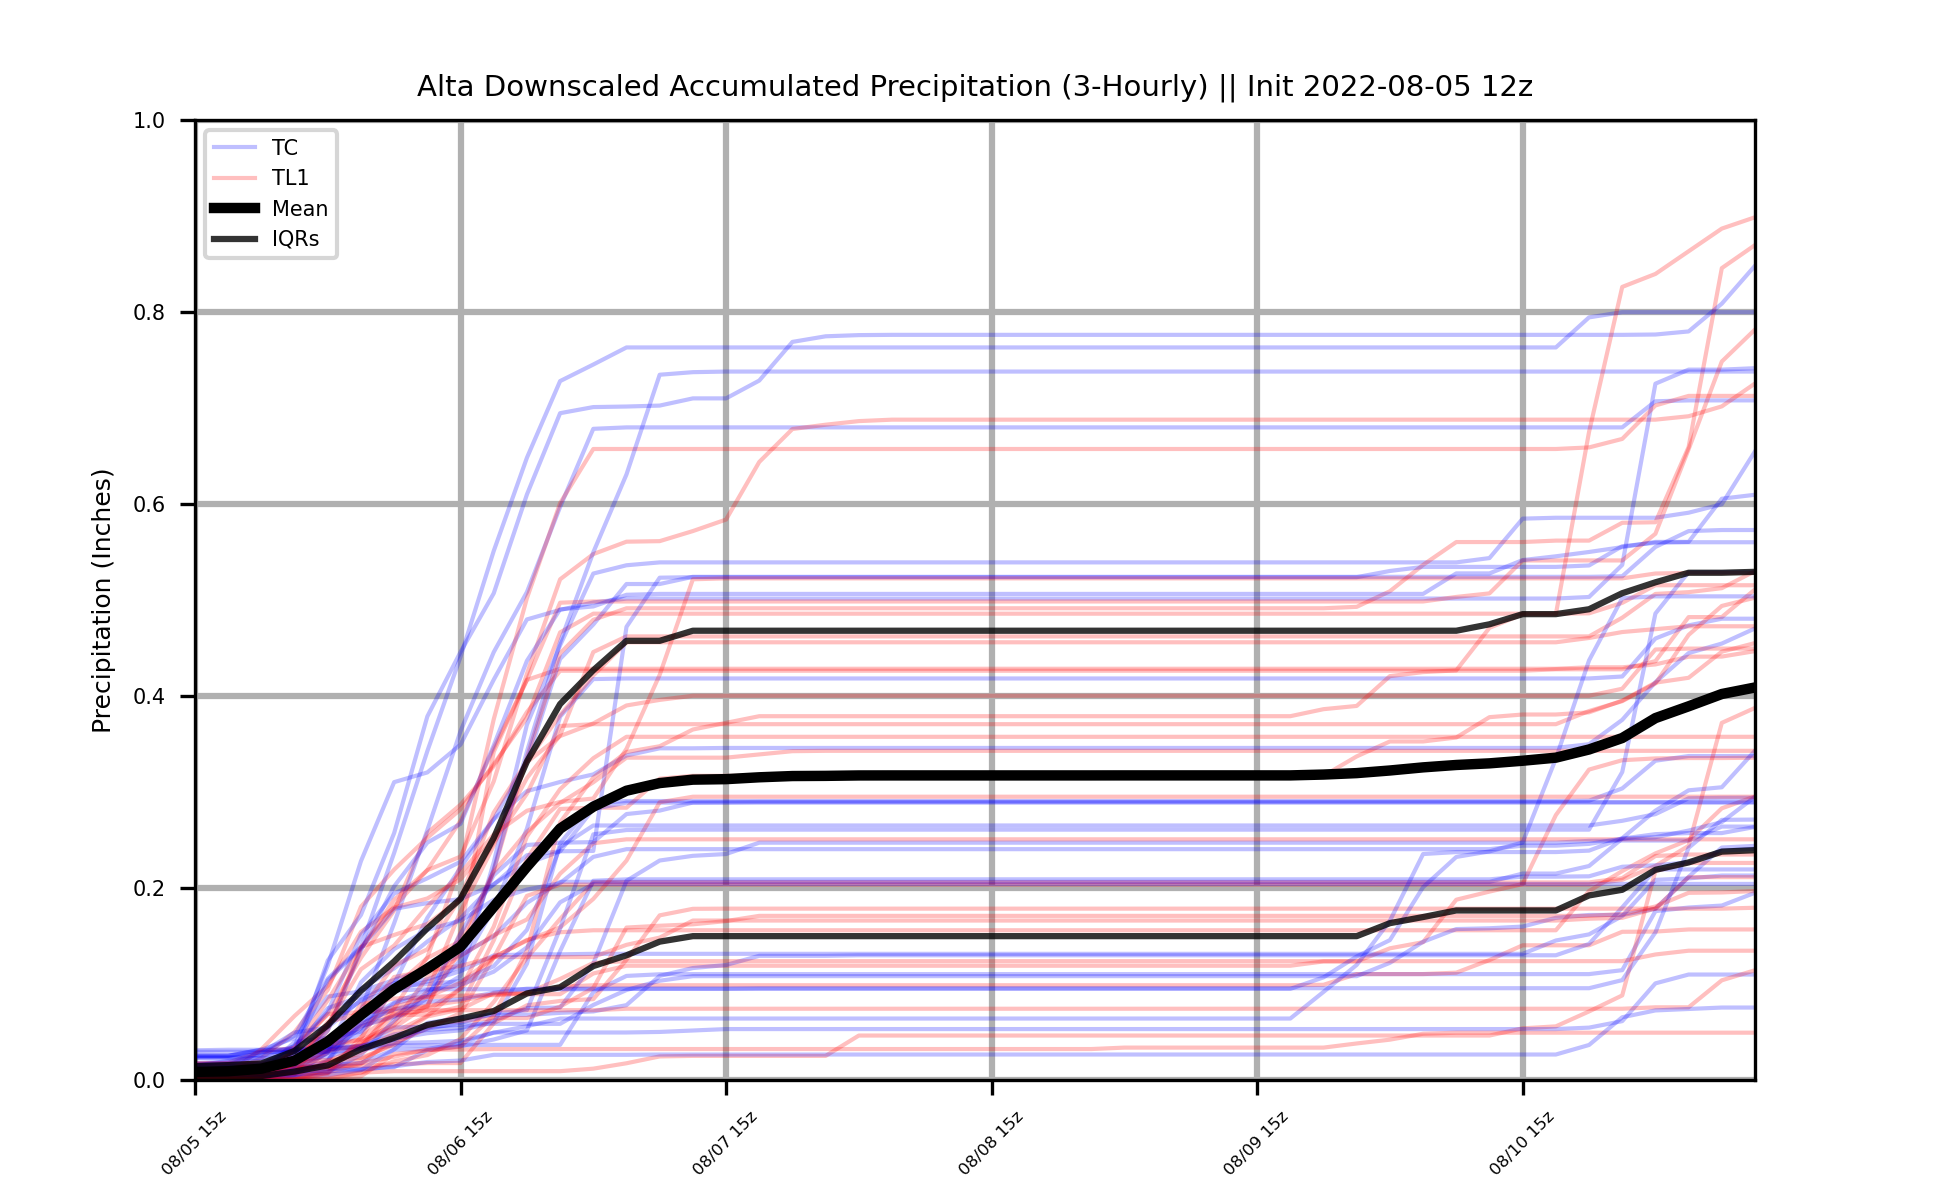 Alta Downscaled Accumulated Precipitation (3-Hourly) || Init 2022-08-05 12z
1.0
0.8
0.6
0.4
0.2
0.0
Precipitation (Inches)
TC
TL1
Mean
IQRs
08/05 15z
08/06 15z
08/07 15z
08/08 15z
08/09 15z
08/10 15z